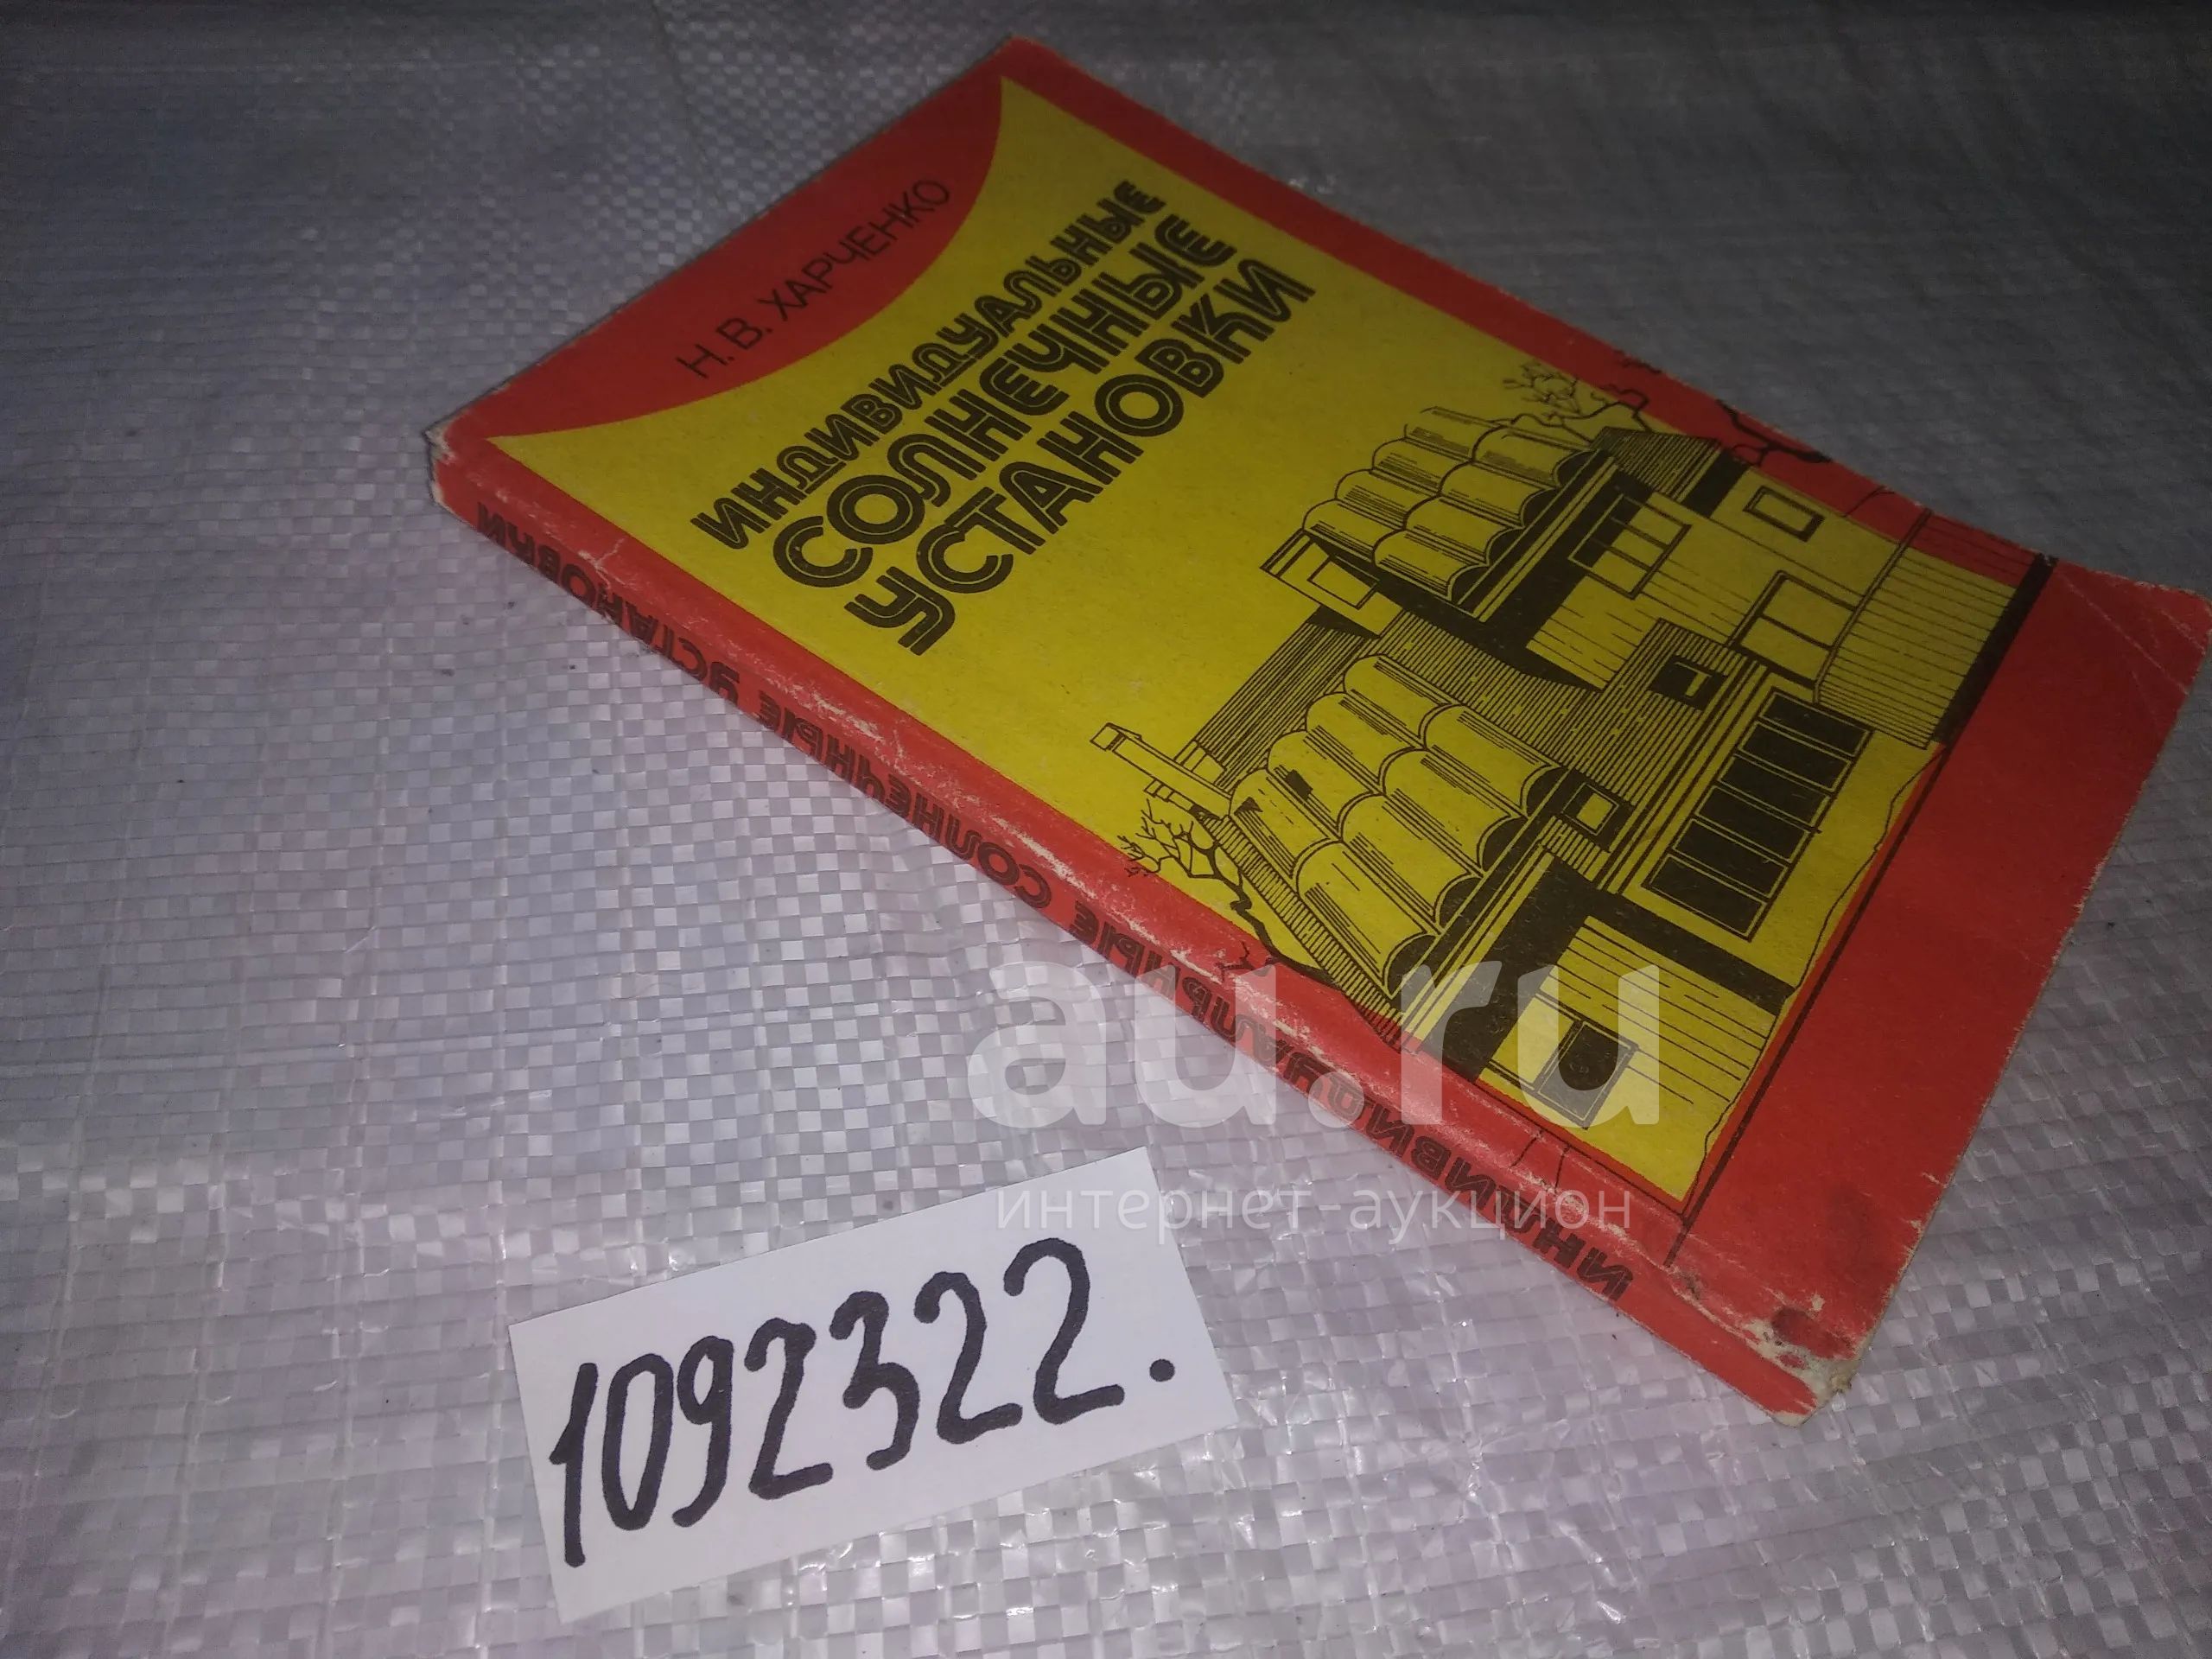 Н. В. ХАРЧЕНКО
ИНДИВИДУАЛЬНЫЕ
СОЛНЕЧНЫЕ
УСТАНОВКИ
ИНДИВИДУАЛЬНЫЕ СОЛНЕЧНЫЕ УСТАНОВКИ
au.ru
интернет-аукцион
1092322.